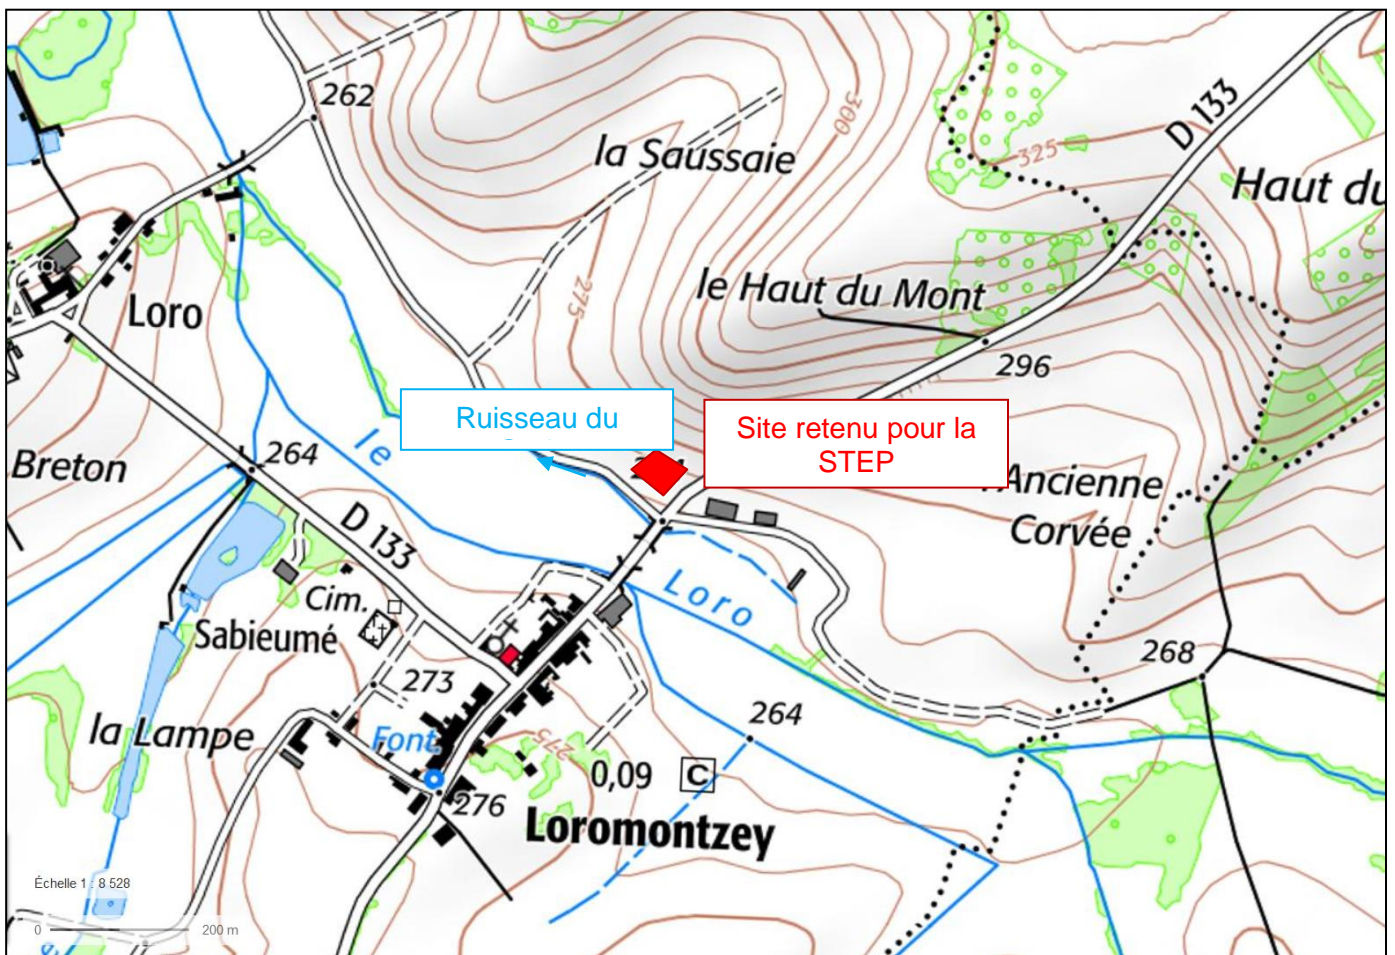 262
la Saussaie
300
325
D 133
Haut du
275
le Haut du Mont
296
Loro
Ruisseau du
Site retenu pour la
STEP
le
Breton
264
l'Ancienne
Corvée
D 133
Loro
Cim.
Sabieumé
273
268
la Lampe
Font.
264
275
0,09 C
276
Loromontzey
Échelle 1 : 8 528
0 200 m